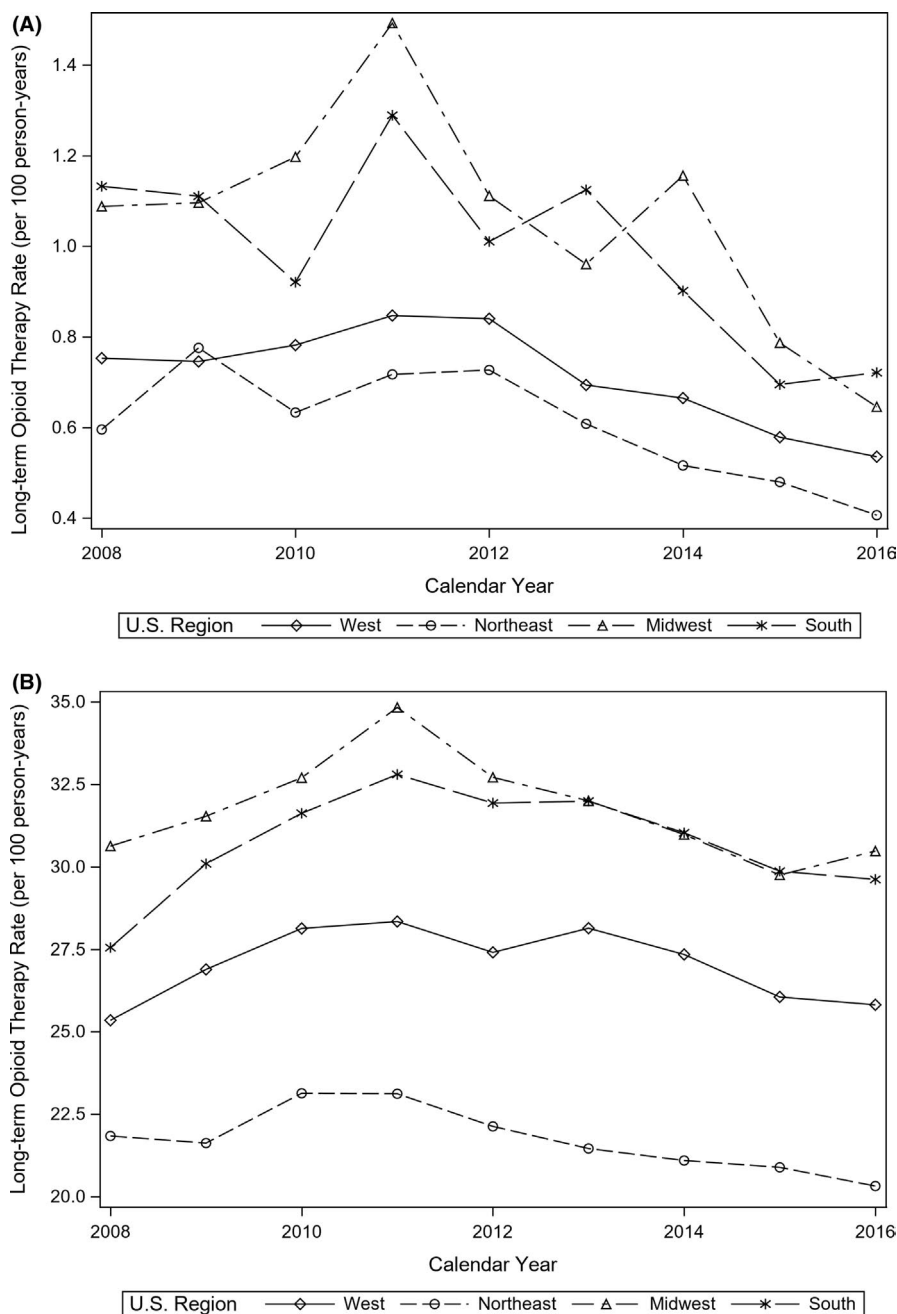 (A)
Long-term Opioid Therapy Rate (per 100 person-years)
1.4
1.2
1.0
0.8
0.6
0.4
2008 2010 2012 2014 2016
Calendar Year
U.S. Region West Northeast Midwest South
(B)
Long-term Opioid Therapy Rate (per 100 person-years)
35.0
32.5
30.0
27.5
25.0
22.5
20.0
2008 2010 2012 2014 2016
Calendar Year
U.S. Region West Northeast Midwest South